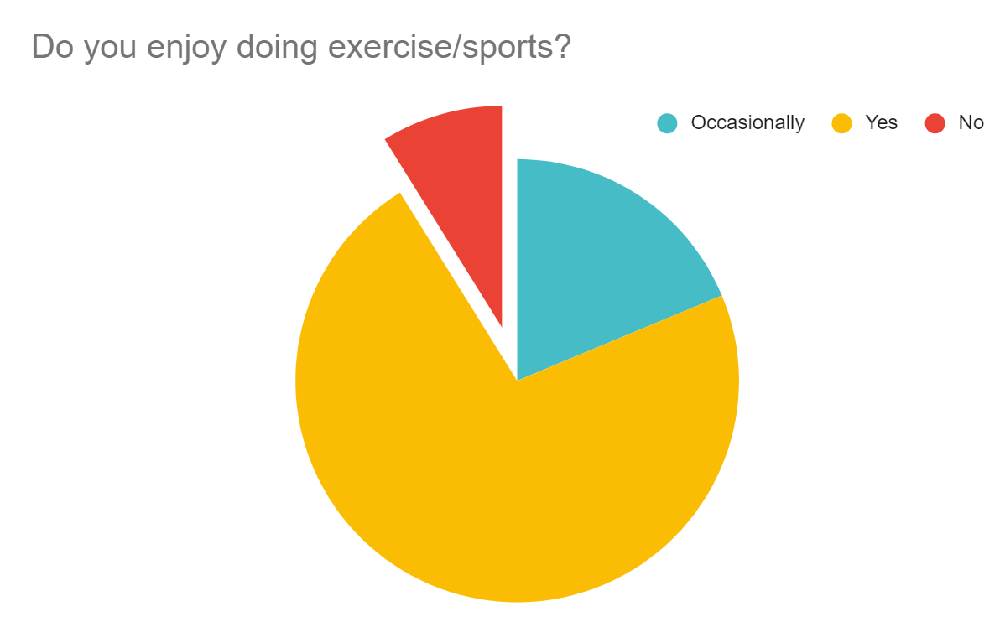 Do you enjoy doing exercise/sports?
Occasionally Yes No